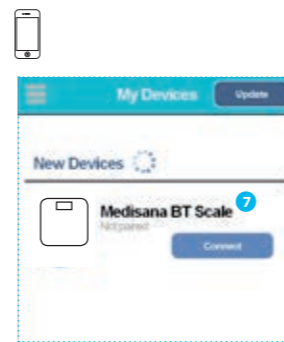 My Devices Update
New Devices
Medisana BT Scale 7
Not paired
Connect